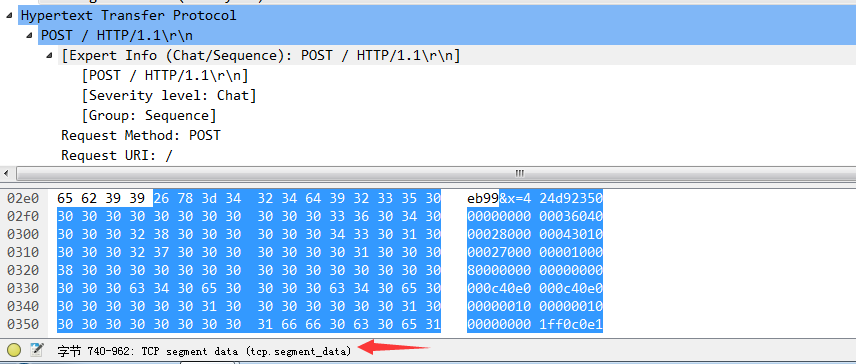 Hypertext Transfer Protocol
POST / HTTP/1.1\r\n
[Expert Info (Chat/Sequence): POST / HTTP/1.1\r\n]
[POST / HTTP/1.1\r\n]
[Severity level: Chat]
[Group: Sequence]
Request Method: POST
Request URI: /
02e0 65 62 39 39 26 78 3d 34 32 34 64 39 32 33 35 30 eb99&x=4 24d92350
02f0 30 30 30 30 30 30 30 30 30 30 30 33 36 30 34 30 00000000 00036040
0300 30 30 30 32 38 30 30 30 30 30 30 34 33 30 31 30 00028000 00043010
0310 30 30 30 32 37 30 30 30 30 30 30 30 31 30 30 30 00027000 00001000
0320 38 30 30 30 30 30 30 30 30 30 30 30 30 30 30 30 80000000 00000000
0330 30 30 30 63 34 30 65 30 30 30 30 63 34 30 65 30 000c40e0 000c40e0
0340 30 30 30 30 30 30 31 30 30 30 30 30 30 30 31 30 00000010 00000010
0350 30 30 30 30 30 30 30 30 31 66 66 30 63 30 65 31 00000000 1ff0c0e1
字节 740-962: TCP segment data (tcp.segment_data)